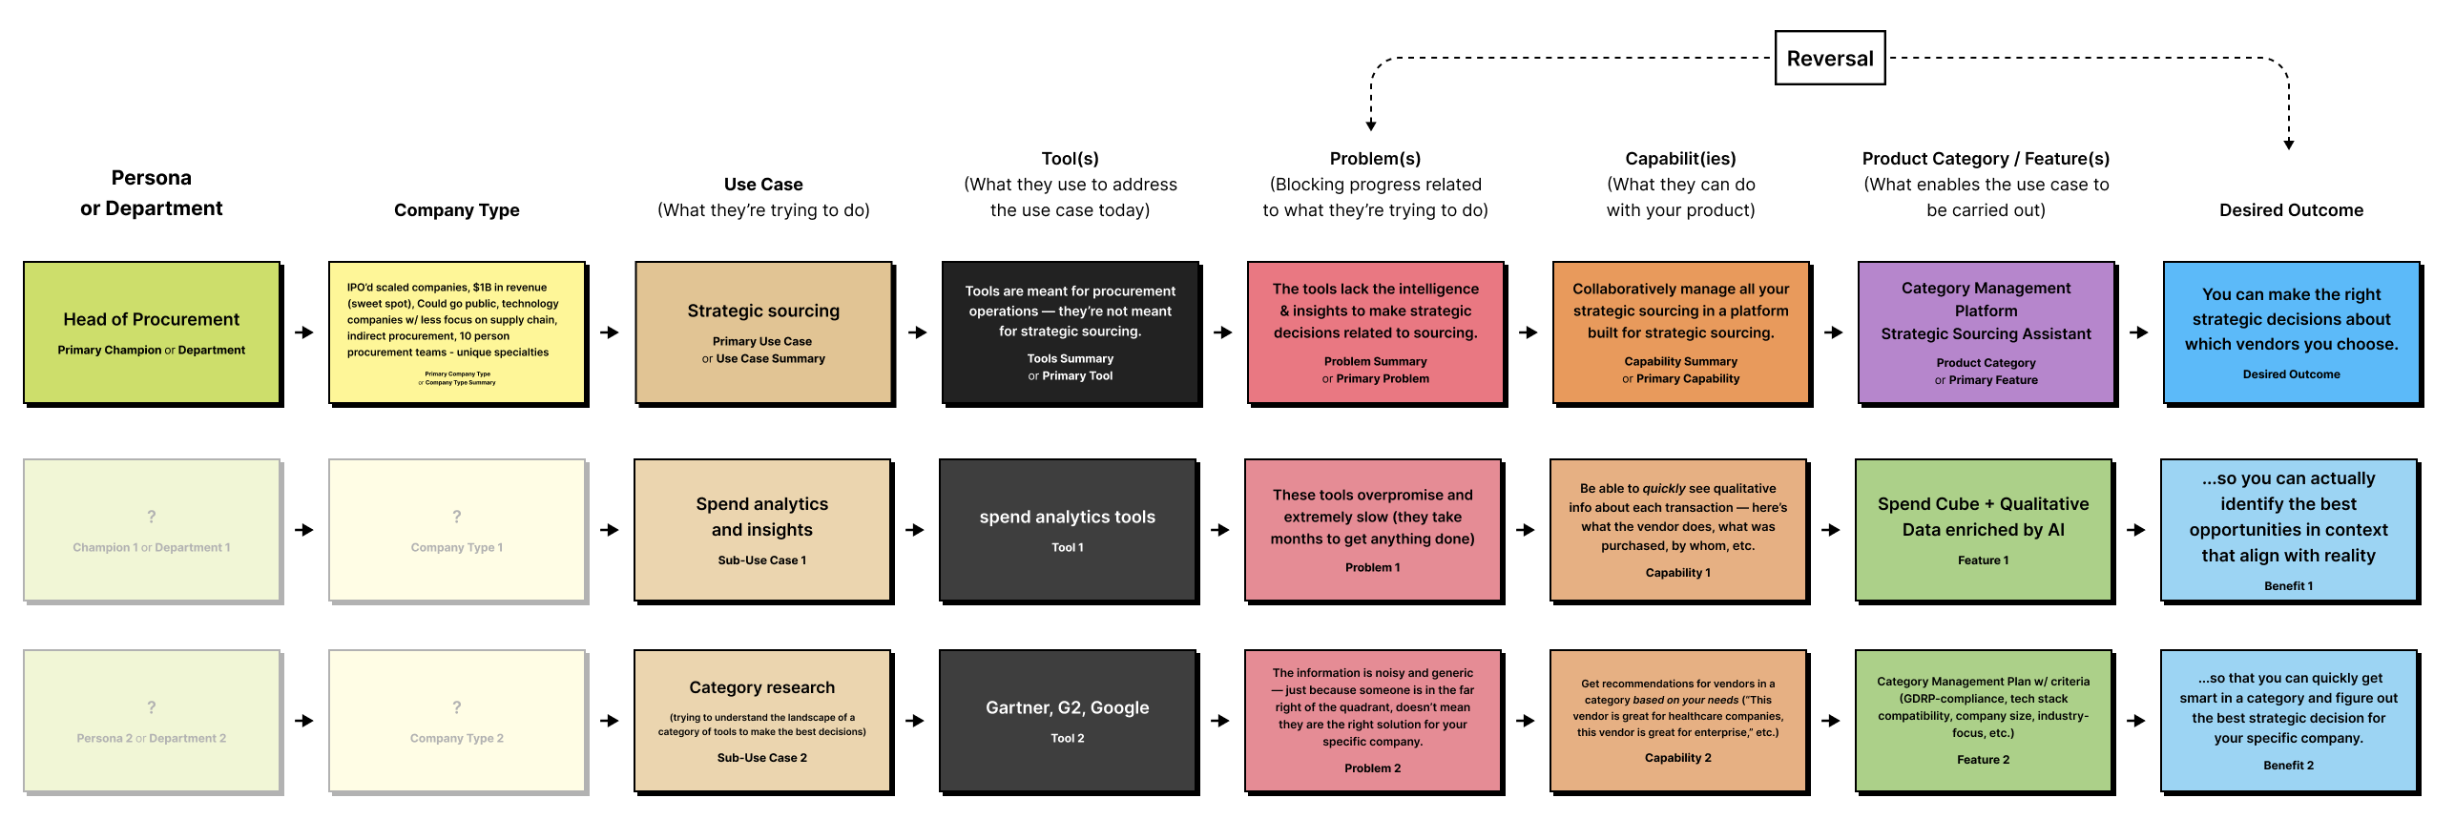 Reversal
Persona
or Department
Company Type
Use Case
(What they're trying to do)
Tool(s)
(What they use to address
the use case today)
Problem(s)
(Blocking progress related
to what they're trying to do)
Capabilit(ies)
(What they can do
with your product)
Product Category / Feature(s)
(What enables the use case to
be carried out)
Desired Outcome
Head of Procurement
Primary Champion or Department
IPO'd scaled companies, $1B in revenue
(sweet spot), Could go public, technology
companies w/ less focus on supply chain,
indirect procurement, 10 person
procurement teams - unique specialties
Primary Company Type
or Company Type Summary
Strategic sourcing
Primary Use Case
or Use Case Summary
Tools are meant for procurement
operations — they're not meant
for strategic sourcing.
Tools Summary
or Primary Tool
The tools lack the intelligence
& insights to make strategic
decisions related to sourcing.
Problem Summary
or Primary Problem
Collaboratively manage all your
strategic sourcing in a platform
built for strategic sourcing.
Capability Summary
or Primary Capability
Category Management
Platform
Strategic Sourcing Assistant
Product Category
or Primary Feature
You can make the right
strategic decisions about
which vendors you choose.
Desired Outcome
?
Champion 1 or Department 1
?
Company Type 1
Spend analytics
and insights
Sub-Use Case 1
spend analytics tools
Tool 1
These tools overpromise and
extremely slow (they take
months to get anything done)
Problem 1
Be able to quickly see qualitative
info about each transaction — here's
what the vendor does, what was
purchased, by whom, etc.
Capability 1
Spend Cube + Qualitative
Data enriched by AI
Feature 1
...so you can actually
identify the best
opportunities in context
that align with reality
Benefit 1
?
Persona 2 or Department 2
?
Company Type 2
Category research
(trying to understand the landscape of a
category of tools to make the best decisions)
Sub-Use Case 2
Gartner, G2, Google
Tool 2
The information is noisy and generic
— just because someone is in the far
right of the quadrant, doesn't mean
they are the right solution for your
specific company.
Problem 2
Get recommendations for vendors in a
category based on your needs ("This
vendor is great for healthcare companies,
this vendor is great for enterprise," etc.)
Capability 2
Category Management Plan w/ criteria
(GDRP-compliance, tech stack
compatibility, company size, industry-
focus, etc.)
Feature 2
...so that you can quickly get
smart in a category and figure out
the best strategic decision for
your specific company.
Benefit 2